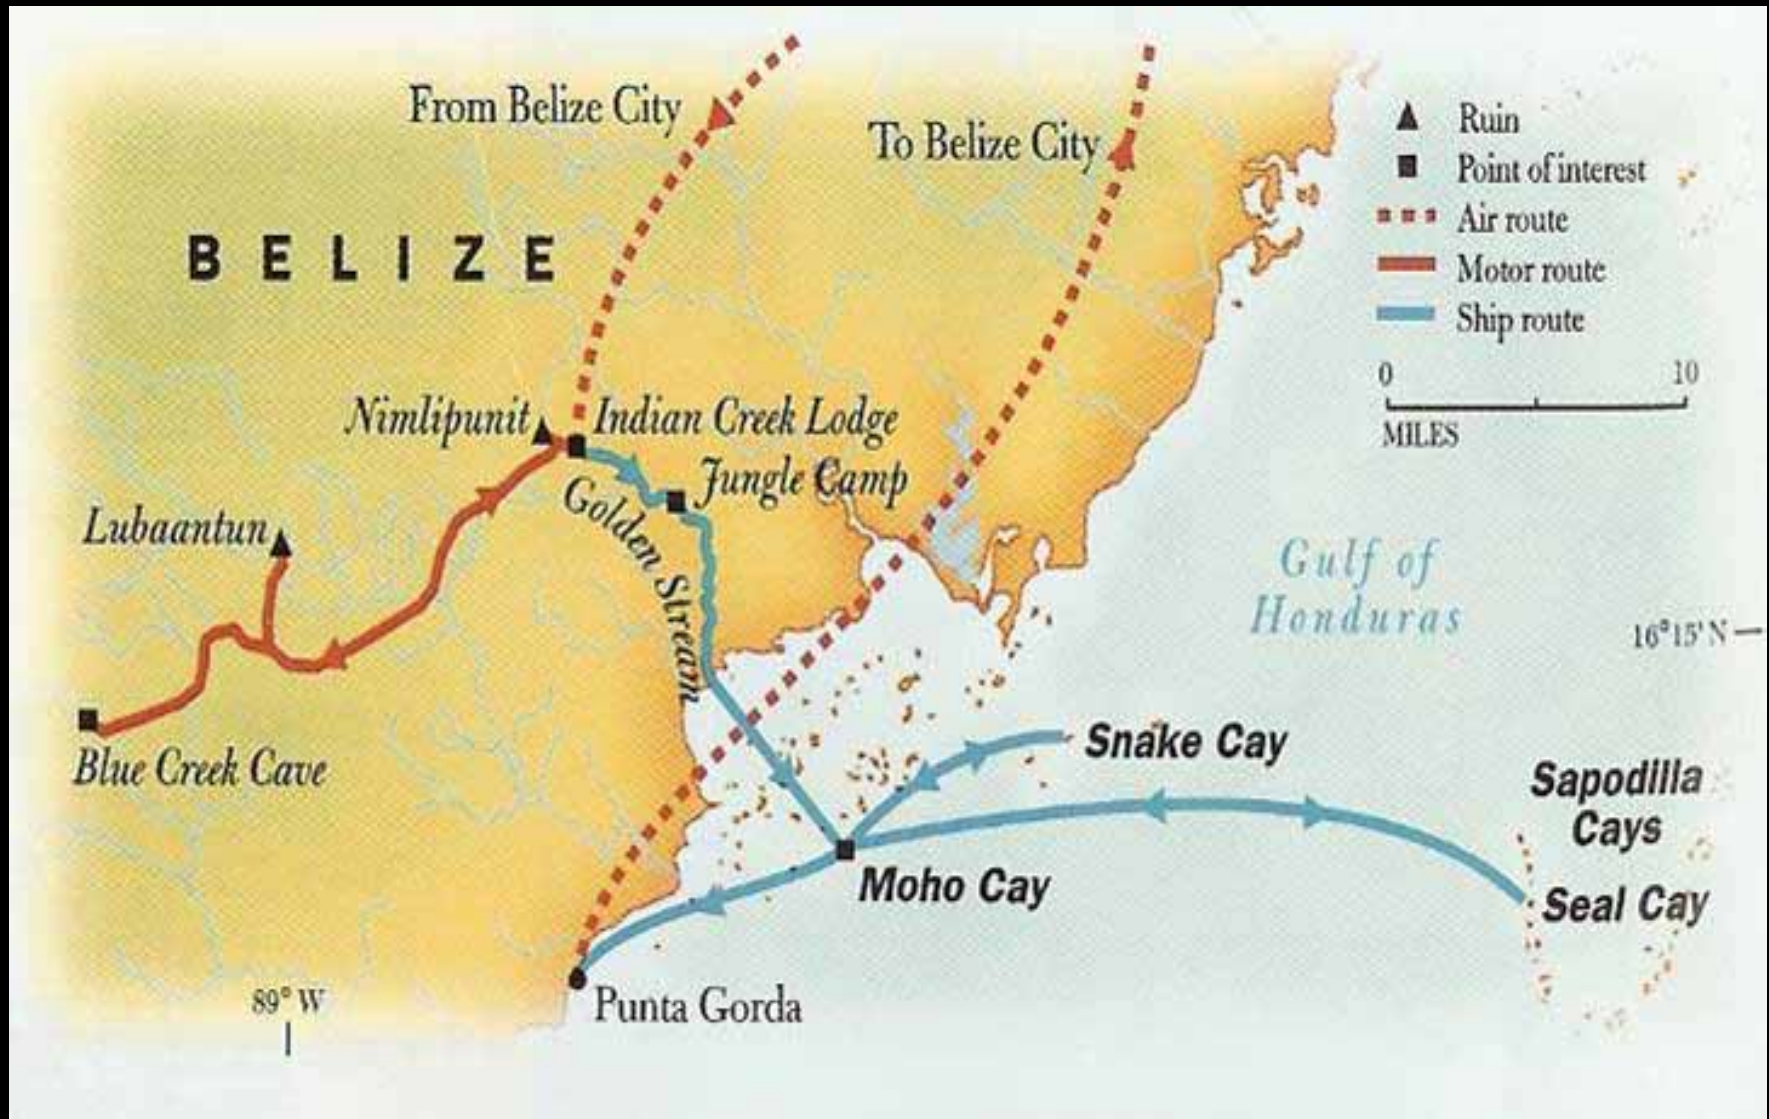 From Belize City
To Belize City
BELIZE
Ruin
Point of interest
Air route
Motor route
Ship route
0 10
MILES
Nimlipunit
Indian Creek Lodge
Jungle Camp
Golden Stream
Lubaantun
Blue Creek Cave
Gulf of
Honduras
16°15' N
Snake Cay
Sapodilla
Cays
Seal Cay
Moho Cay
Punta Gorda
89° W